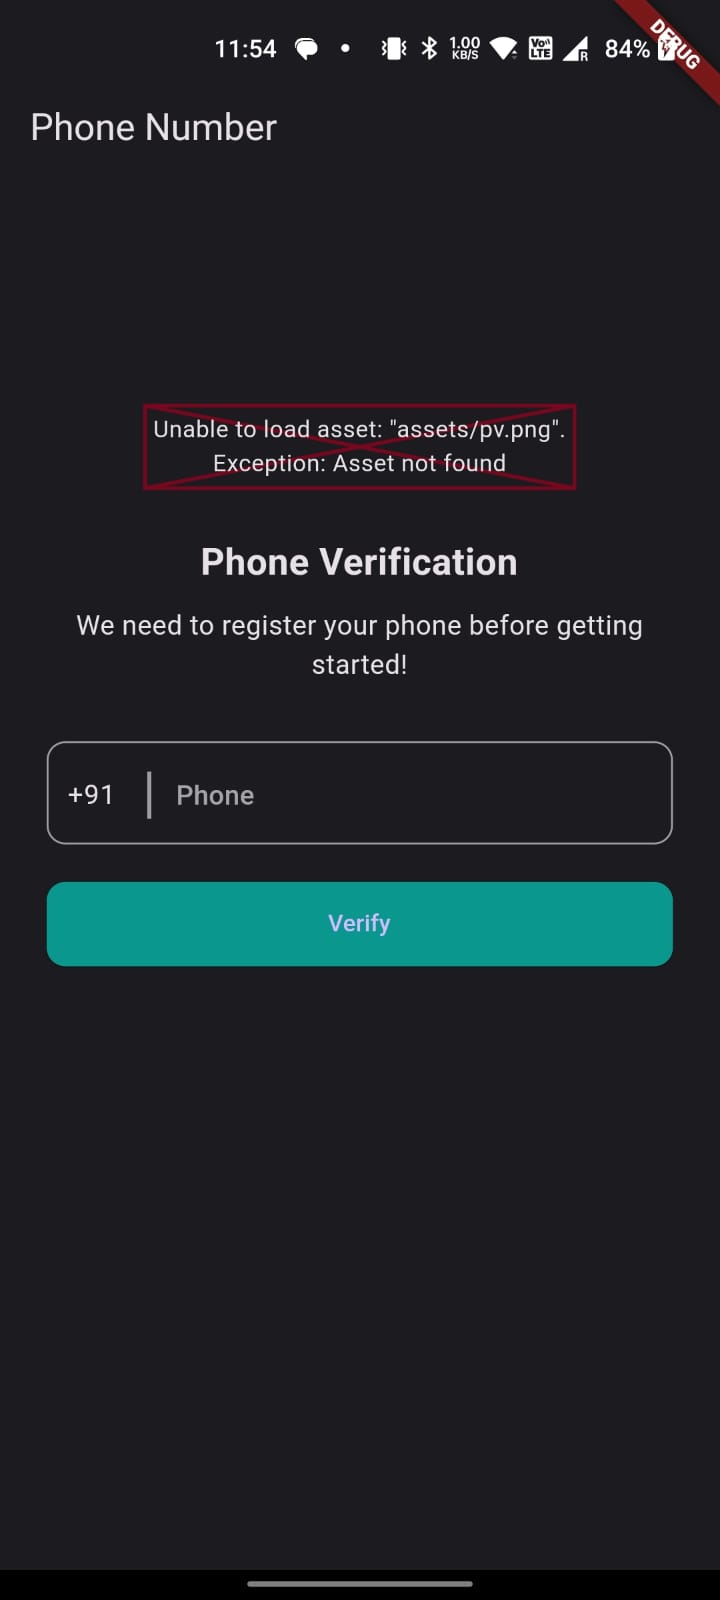 11:54 1.00 KB/S Vo)) LTE R 84%
DEBUG
Phone Number
Unable to load asset: "assets/pv.png".
Exception: Asset not found
Phone Verification
We need to register your phone before getting
started!
+91 Phone
Verify